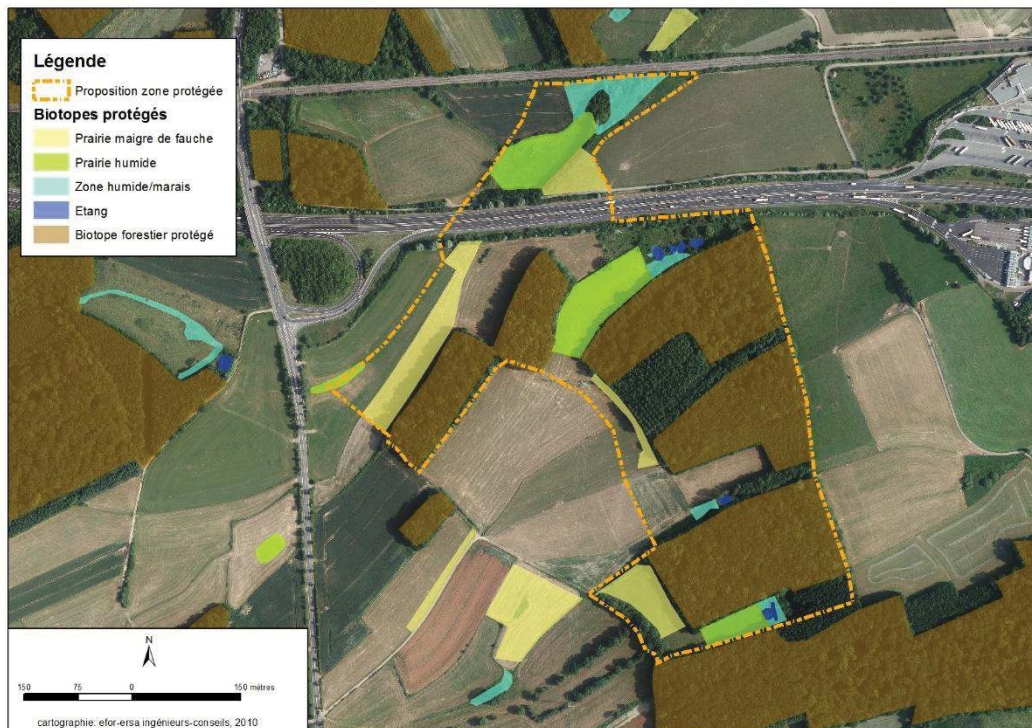 Légende
Proposition zone protégée
Biotopes protégés
Prairie maigre de fauche
Prairie humide
Zone humide/marais
Etang
Biotope forestier protégé
N
150 75 0 150 mètres
cartographie: efor-ersa ingénieurs-conseils, 2010